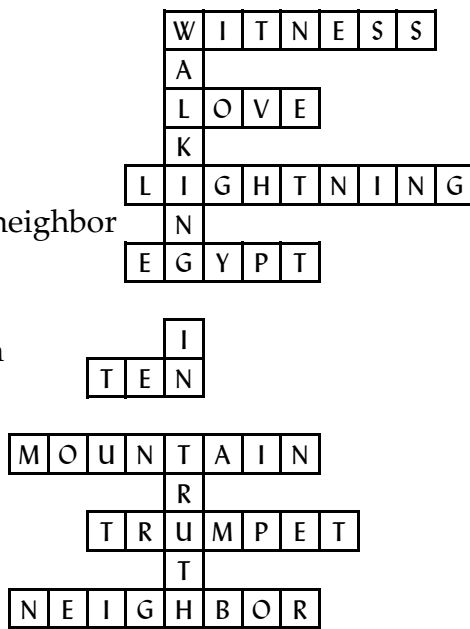 WITNESS
A
LOVE
K
LIGHTNING
neighbor N
EGYPT
I
n TEN
MOUNTAIN
R
TRUMPET
T
NEIGHBOR